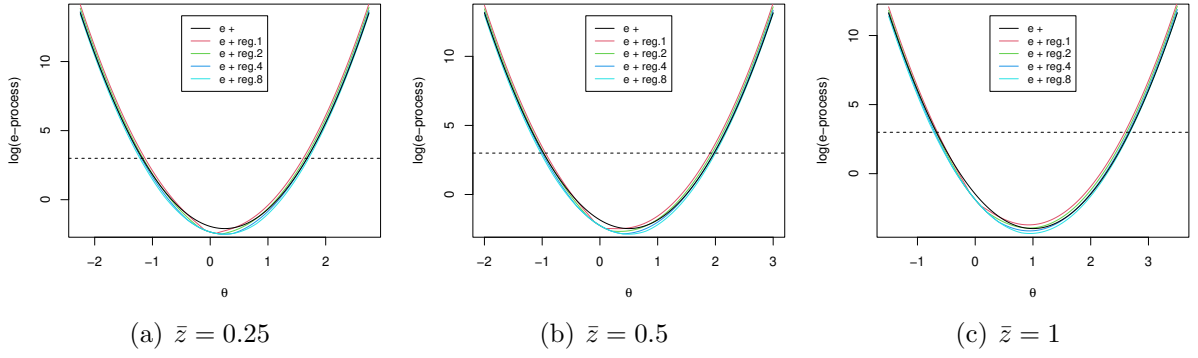 e +
e + reg.1
e + reg.2
e + reg.4
e + reg.8
log(e−process)
10
5
0
−2 −1 0 1 2
θ
(a) z̄ = 0.25
e +
e + reg.1
e + reg.2
e + reg.4
e + reg.8
log(e−process)
10
5
0
−2 −1 0 1 2 3
θ
(b) z̄ = 0.5
e +
e + reg.1
e + reg.2
e + reg.4
e + reg.8
log(e−process)
10
5
0
−1 0 1 2 3
θ
(c) z̄ = 1